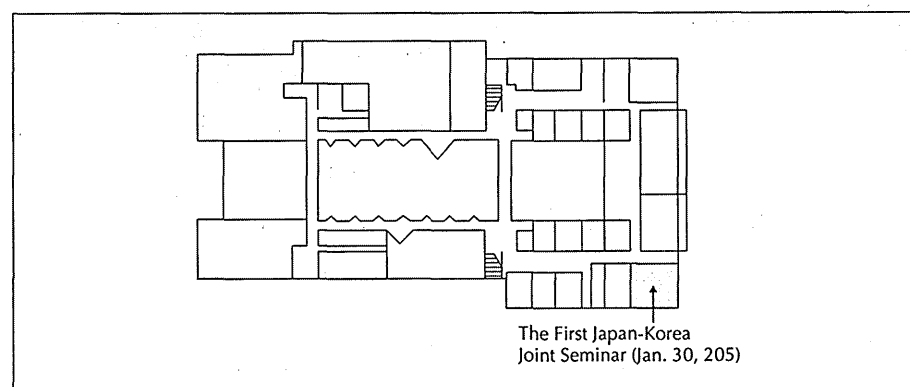 The First Japan-Korea
Joint Seminar (Jan. 30, 205)